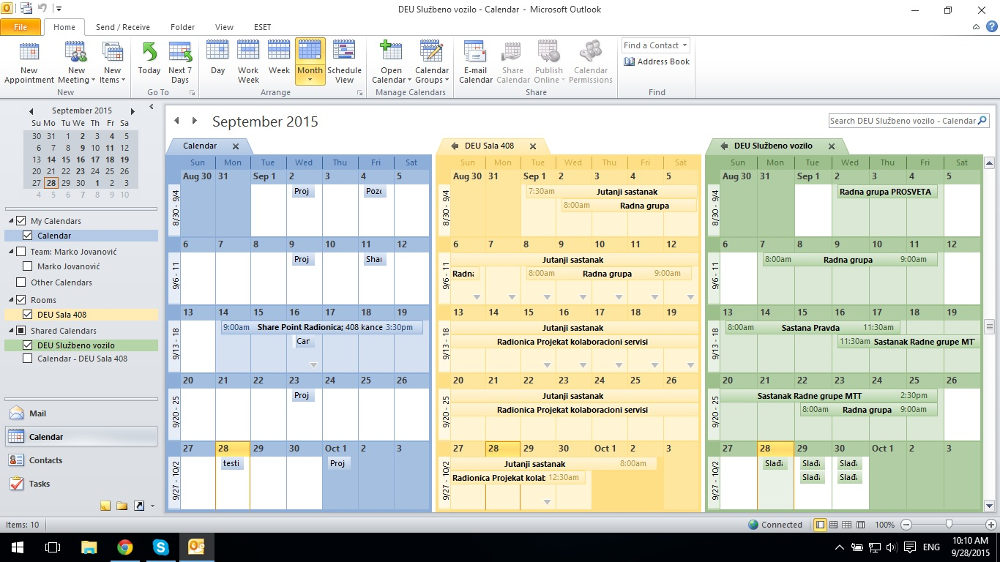 DEU Službeno vozilo - Calendar - Microsoft Outlook
File Home Send / Receive Folder View ESET
New Appointment New Meeting New Items Today Next 7 Days Day Work Week Week Month Schedule View Open Calendar Calendar Groups E-mail Calendar Share Calendar Publish Online Calendar Permissions Find a Contact
Address Book
New Go To Arrange Manage Calendars Share Find
September 2015
Su Mo Tu We Th Fr Sa
30 31 1 2 3 4 5
6 7 8 9 10 11 12
13 14 15 16 17 18 19
20 21 22 23 24 25 26
27 28 29 30 1 2 3
4 5 6 7 8 9 10
My Calendars
Calendar
Team: Marko Jovanović
Marko Jovanović
Other Calendars
Rooms
DEU Sala 408
Shared Calendars
DEU Službeno vozilo
Calendar - DEU Sala 408
Mail
Calendar
Contacts
Tasks
September 2015
Search DEU Službeno vozilo - Calendar
Calendar
Sun Mon Tue Wed Thu Fri Sat
8/30 - 9/4
Aug 30 31 Sep 1 2 3 4 5
Proj Pozo
9/6 - 11
6 7 8 9 10 11 12
Proj Shar
9/13 - 18
13 14 15 16 17 18 19
9:00am Share Point Radionica; 408 kance 3:30pm
Car
9/20 - 25
20 21 22 23 24 25 26
Proj
9/27 - 10/2
27 28 29 30 Oct 1 2 3
testi Proj
DEU Sala 408
Sun Mon Tue Wed Thu Fri Sat
8/30 - 9/4
Aug 30 31 Sep 1 2 3 4 5
7:30am Jutanji sastanak
8:00am Radna grupa
9/6 - 11
6 7 8 9 10 11 12
Jutanji sastanak
Radna 8:00am Radna grupa 9:00am
9/13 - 18
13 14 15 16 17 18 19
Jutanji sastanak
Radionica Projekat kolaboracioni servisi
9/20 - 25
20 21 22 23 24 25 26
Jutanji sastanak
Radionica Projekat kolaboracioni servisi
9/27 - 10/2
27 28 29 30 Oct 1 2 3
Jutanji sastanak 8:00am
Radionica Projekat kolab 12:30am
DEU Službeno vozilo
Sun Mon Tue Wed Thu Fri Sat
8/30 - 9/4
Aug 30 31 Sep 1 2 3 4 5
Radna grupa PROSVETA
9/6 - 11
6 7 8 9 10 11 12
8:00am Radna grupa 9:00am
9/13 - 18
13 14 15 16 17 18 19
8:00am Sastana Pravda 11:30am
11:30am Sastanak Radne grupe MT
9/20 - 25
20 21 22 23 24 25 26
Sastanak Radne grupe MTT 2:30pm
8:00am Radna grupa 9:00am
9/27 - 10/2
27 28 29 30 Oct 1 2 3
Slađa Slađa Slađa
Slađa Slađa
Items: 10 Connected 100%
ENG 10:10 AM
9/28/2015